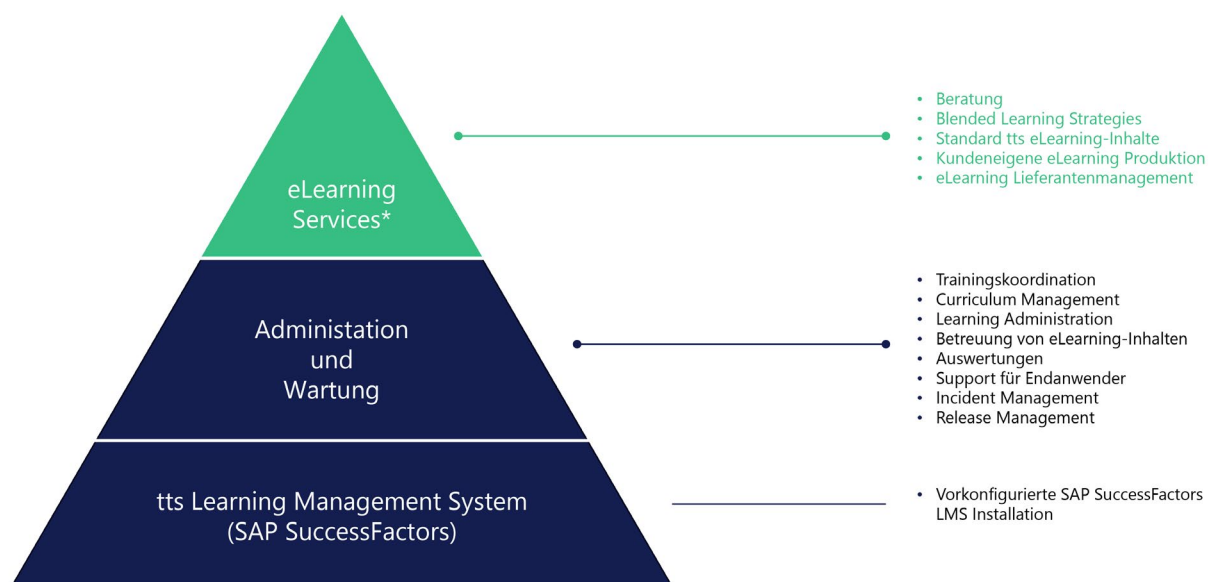 eLearning
Services*
• Beratung
• Blended Learning Strategies
• Standard tts eLearning-Inhalte
• Kundeneigene eLearning Produktion
• eLearning Lieferantenmanagement
Administation
und
Wartung
• Trainingskoordination
• Curriculum Management
• Learning Administration
• Betreuung von eLearning-Inhalten
• Auswertungen
• Support für Endanwender
• Incident Management
• Release Management
tts Learning Management System
(SAP SuccessFactors)
• Vorkonfigurierte SAP SuccessFactors
LMS Installation